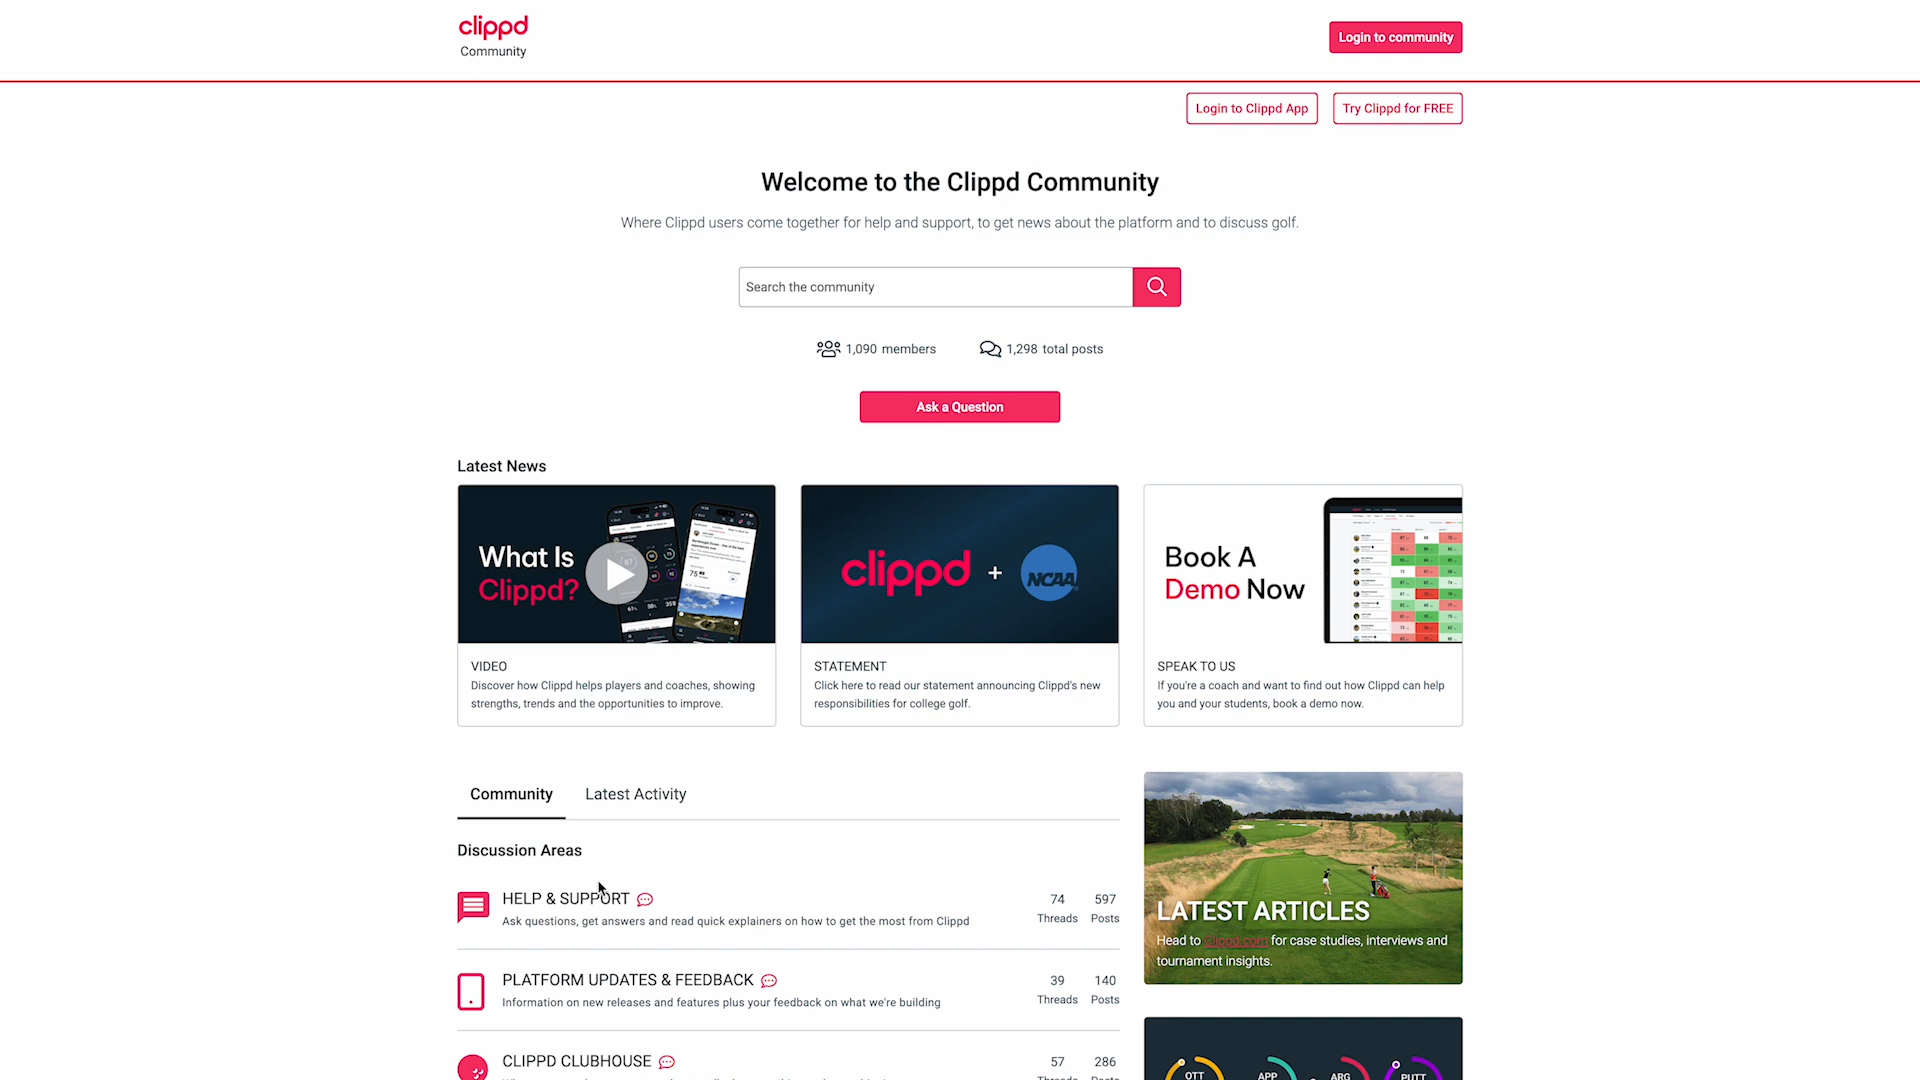 clippd
Community
Login to community
Login to Clippd App
Try Clippd for FREE
Welcome to the Clippd Community
Where Clippd users come together for help and support, to get news about the platform and to discuss golf.
Search the community
1,090 members
1,298 total posts
Ask a Question
Latest News
What Is
Clippd?
clippd + NCAA
Book A
Demo Now
VIDEO
Discover how Clippd helps players and coaches, showing
strengths, trends and the opportunities to improve.
STATEMENT
Click here to read our statement announcing Clippd's new
responsibilities for college golf.
SPEAK TO US
If you're a coach and want to find out how Clippd can help
you and your students, book a demo now.
Community
Latest Activity
Discussion Areas
HELP & SUPPORT
Ask questions, get answers and read quick explainers on how to get the most from Clippd
74 597
Threads Posts
PLATFORM UPDATES & FEEDBACK
Information on new releases and features plus your feedback on what we're building
39 140
Threads Posts
CLIPPD CLUBHOUSE
57 286
Threads Posts
LATEST ARTICLES
Head to Clippd.com for case studies, interviews and
tournament insights.
OTT APP ARG PUTT